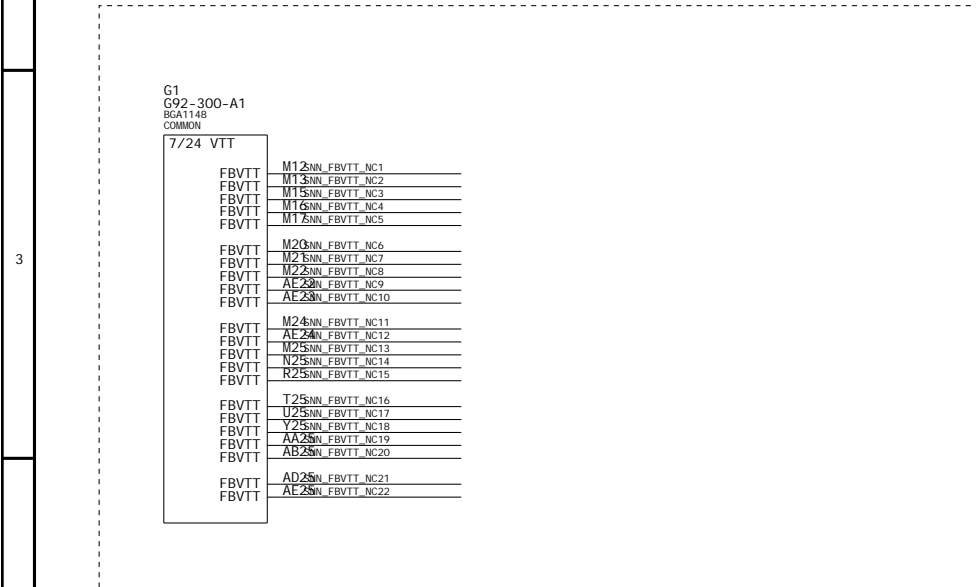 G1
G92-300-A1
BGA1148
COMMON
7/24 VTT
FBVTT M12 SNN_FBVTT_NC1
FBVTT M13 SNN_FBVTT_NC2
FBVTT M15 SNN_FBVTT_NC3
FBVTT M16 SNN_FBVTT_NC4
FBVTT M17 SNN_FBVTT_NC5
FBVTT M20 SNN_FBVTT_NC6
3
FBVTT M21 SNN_FBVTT_NC7
FBVTT M22 SNN_FBVTT_NC8
FBVTT AE22 SNN_FBVTT_NC9
FBVTT AE23 SNN_FBVTT_NC10
FBVTT M24 SNN_FBVTT_NC11
FBVTT AE24 SNN_FBVTT_NC12
FBVTT M25 SNN_FBVTT_NC13
FBVTT N25 SNN_FBVTT_NC14
FBVTT R25 SNN_FBVTT_NC15
FBVTT T25 SNN_FBVTT_NC16
FBVTT U25 SNN_FBVTT_NC17
FBVTT Y25 SNN_FBVTT_NC18
FBVTT AA25 SNN_FBVTT_NC19
FBVTT AB25 SNN_FBVTT_NC20
FBVTT AD25 SNN_FBVTT_NC21
FBVTT AE25 SNN_FBVTT_NC22